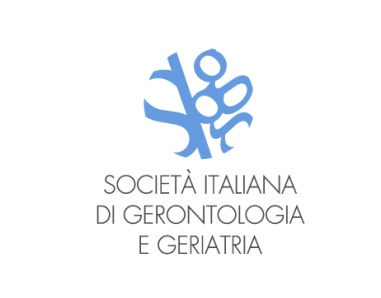 SOCIETÀ ITALIANA
DI GERONTOLOGIA
E GERIATRIA